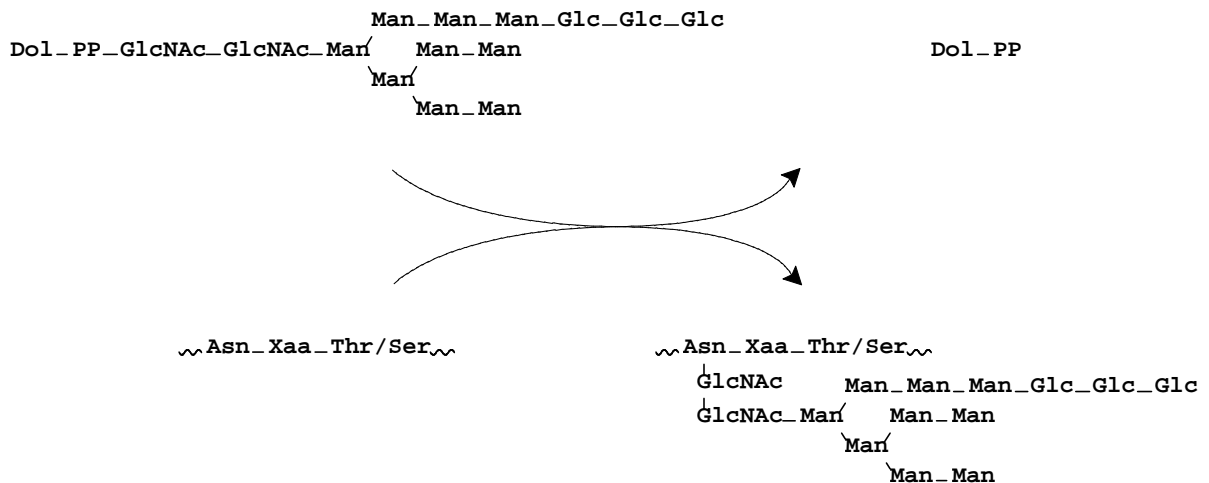 Man_Man_Man_Glc_Glc_Glc
Dol_PP_GlcNAc_GlcNAc_Man Man_Man Dol_PP
Man
Man_Man
Asn_Xaa_Thr/Ser Asn_Xaa_Thr/Ser
GlcNAc Man_Man_Man_Glc_Glc_Glc
GlcNAc_Man Man_Man
Man
Man_Man